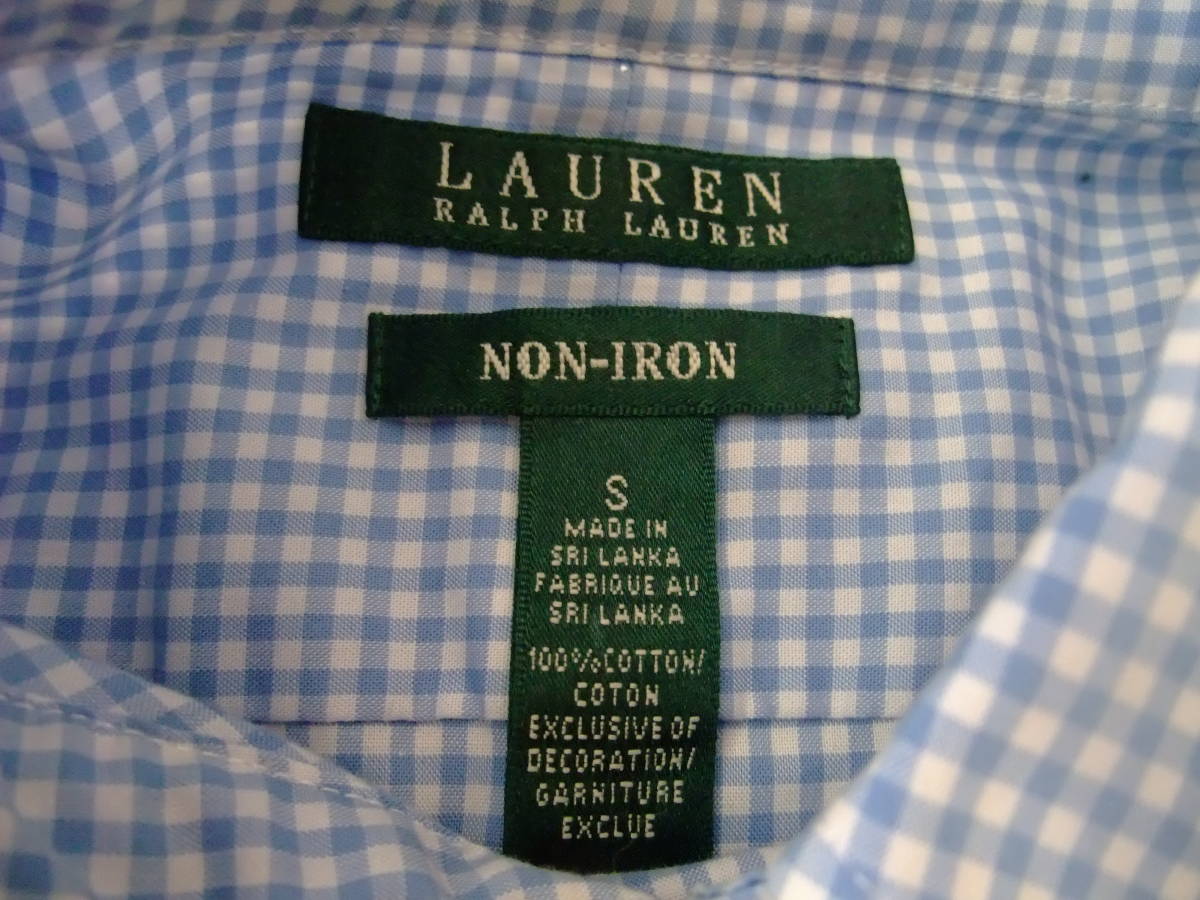 LAUREN
RALPH LAUREN
NON-IRON
S
MADE IN
SRI LANKA
FABRIQUE AU
SRI LANKA
100% COTTON/
COTON
EXCLUSIVE OF
DECORATION/
GARNITURE
EXCLUE